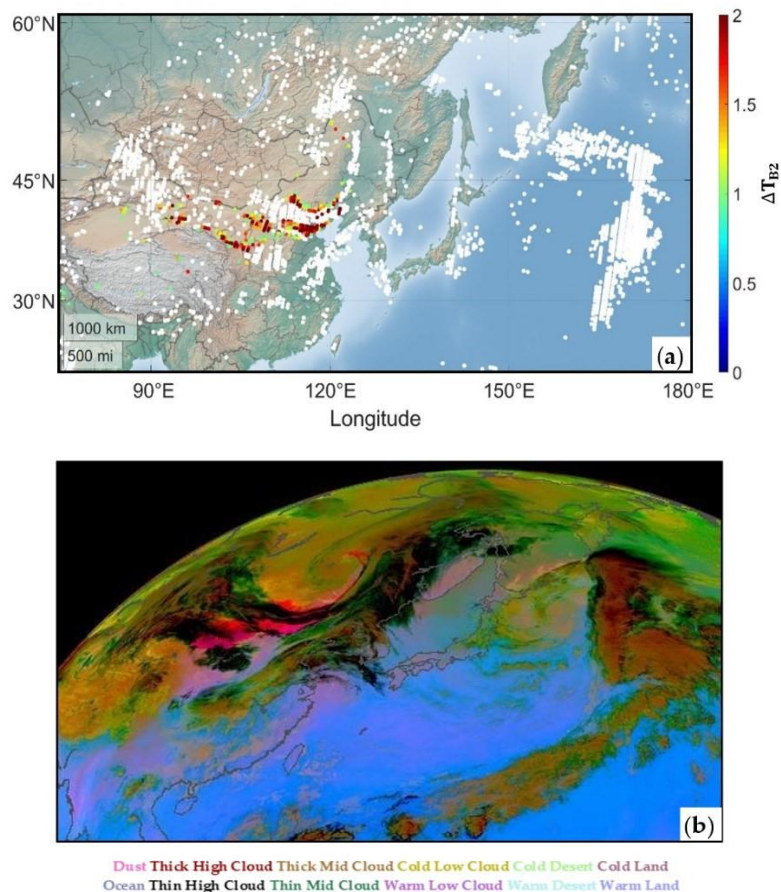 60°N
45°N
30°N
1000 km
500 mi
(a)
90°E
120°E
150°E
180°E
Longitude
2
1.5
1
0.5
0
ΔT_B2
(b)
Dust Thick High Cloud Thick Mid Cloud Cold Low Cloud Cold Desert Cold Land
Ocean Thin High Cloud Thin Mid Cloud Warm Low Cloud Warm Desert Warm Land